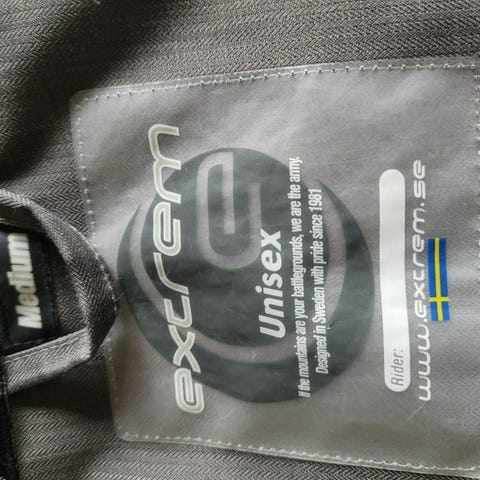 Medium
extrem
Unisex
If the mountains are your battlegrounds, we are the army.
Designed in Sweden with pride since 1981
Rider:
www.extrem.se